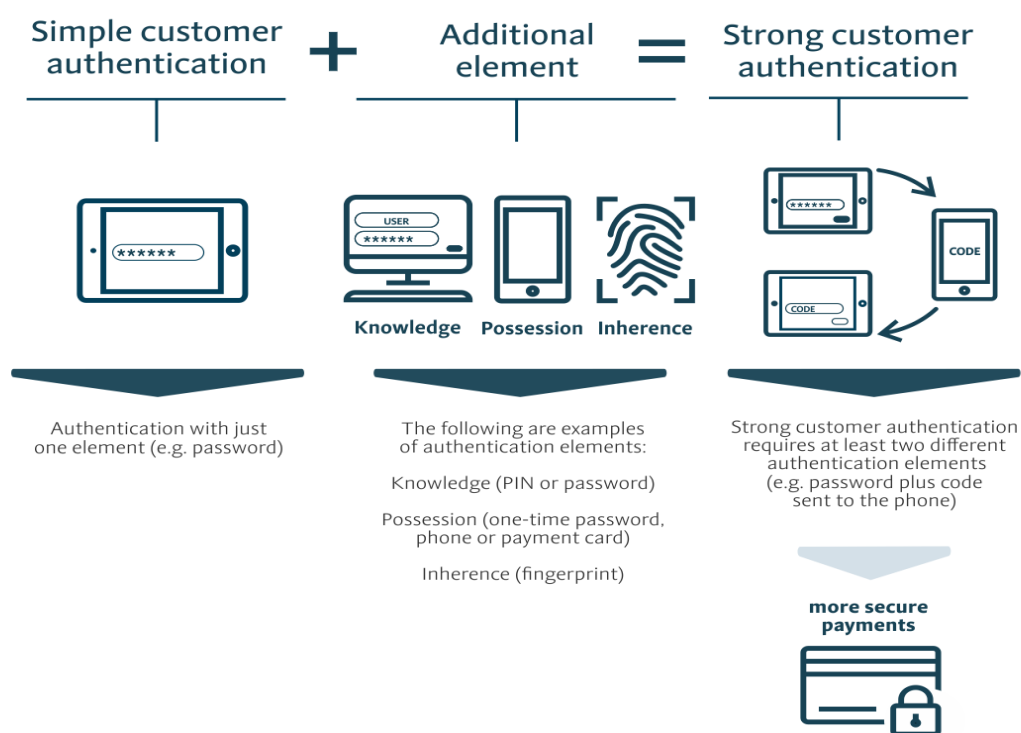 Simple customer
authentication
+
Additional
element
=
Strong customer
authentication
******
USER
******
Knowledge
Possession
Inherence
******
CODE
CODE
Authentication with just
one element (e.g. password)
The following are examples
of authentication elements:
Knowledge (PIN or password)
Possession (one-time password,
phone or payment card)
Inherence (fingerprint)
Strong customer authentication
requires at least two different
authentication elements
(e.g. password plus code
sent to the phone)
more secure
payments